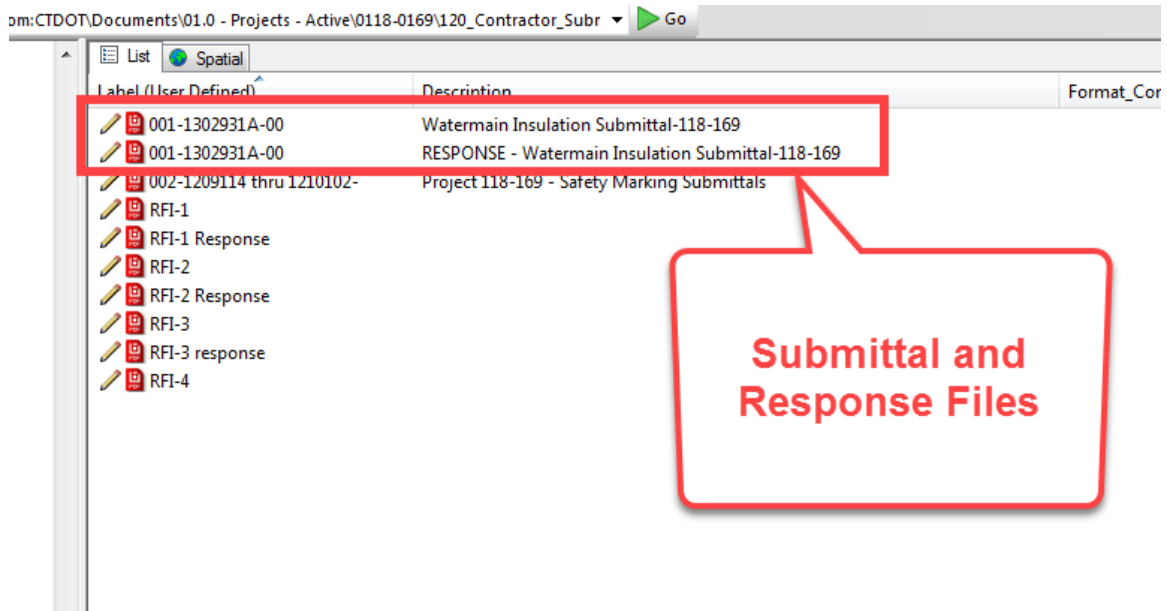 om:CTDOT\Documents\01.0 - Projects - Active\0118-0169\120_Contractor_Subr Go
List Spatial
Label (User Defined) Description Format_Cor
001-1302931A-00 Watermain Insulation Submittal-118-169
001-1302931A-00 RESPONSE - Watermain Insulation Submittal-118-169
002-1209114 thru 1210102- Project 118-169 - Safety Marking Submittals
RFI-1
RFI-1 Response
RFI-2
RFI-2 Response
RFI-3
RFI-3 response
RFI-4
Submittal and
Response Files